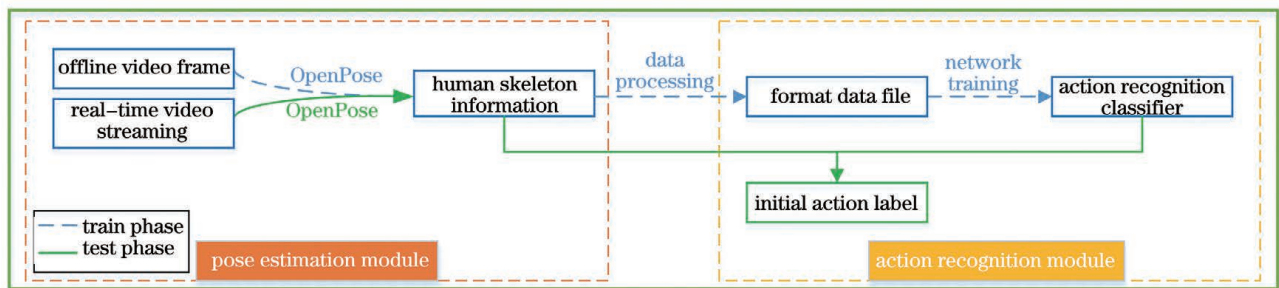 offline video frame
OpenPose
real-time video
streaming
OpenPose
human skeleton
information
data
processing
format data file
network
training
action recognition
classifier
initial action label
train phase
test phase
pose estimation module
action recognition module